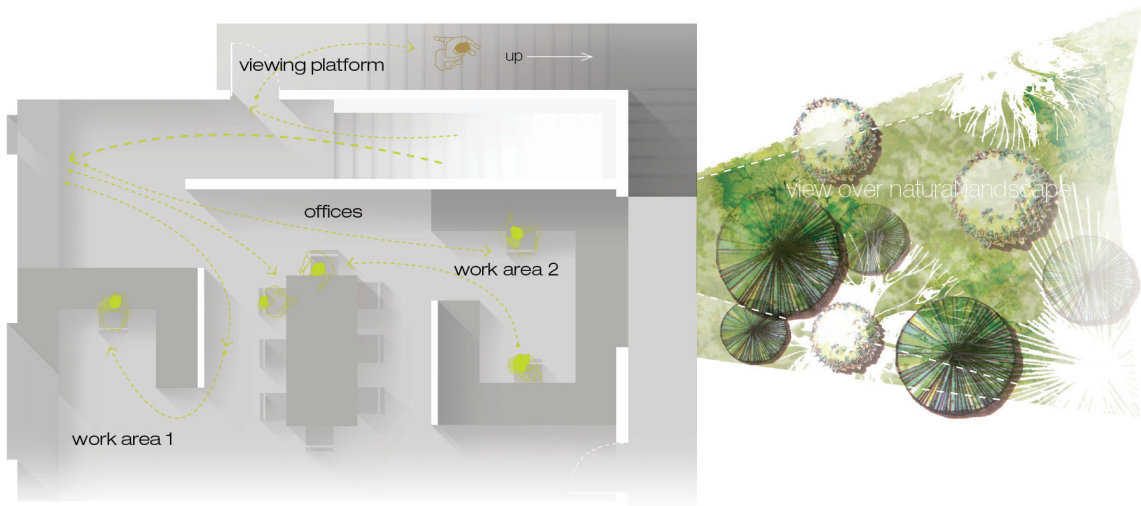 up
viewing platform
view over natural landscape
offices
work area 2
work area 1